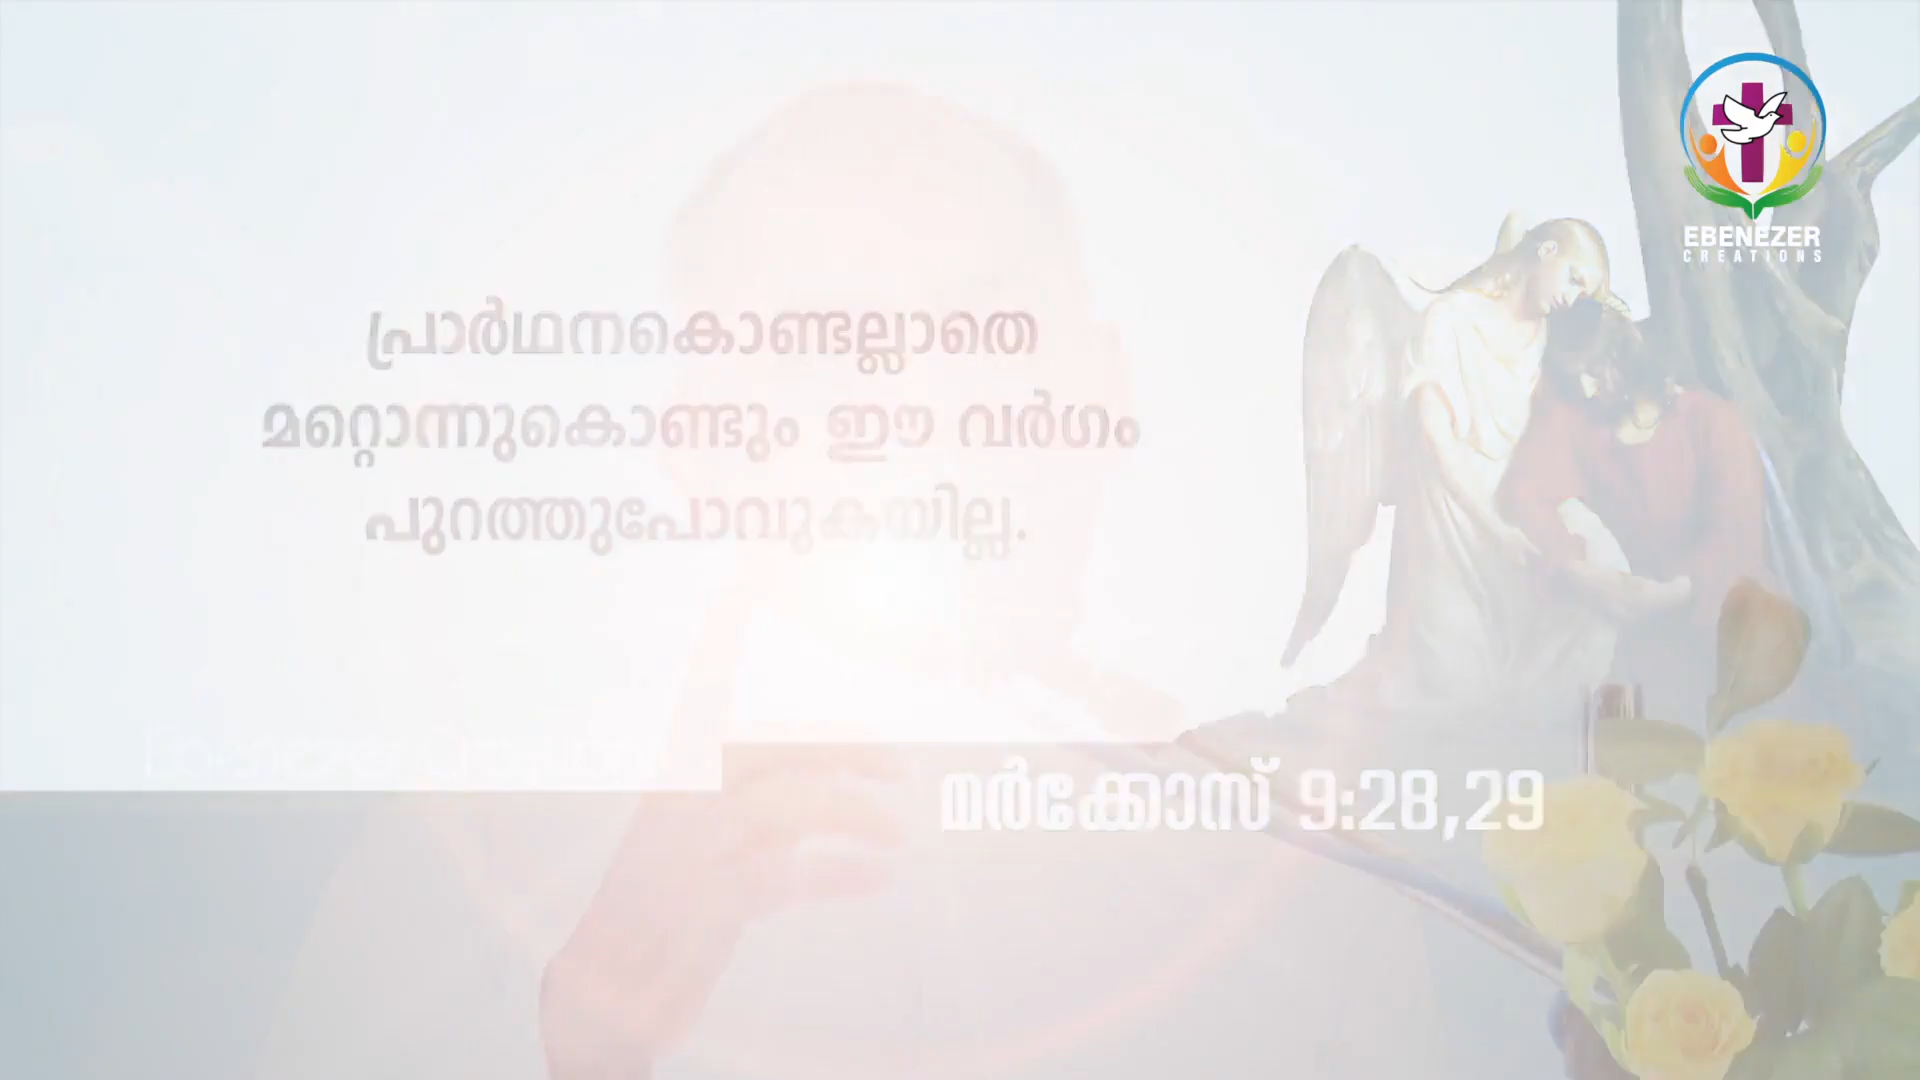 EBENEZER
CREATIONS
പ്രാർഥനകൊണ്ടല്ലാതെ
മറ്റൊന്നുകൊണ്ടും ഈ വർഗം
പുറത്തുപോവുകയില്ല.
മർക്കോസ് 9:28,29